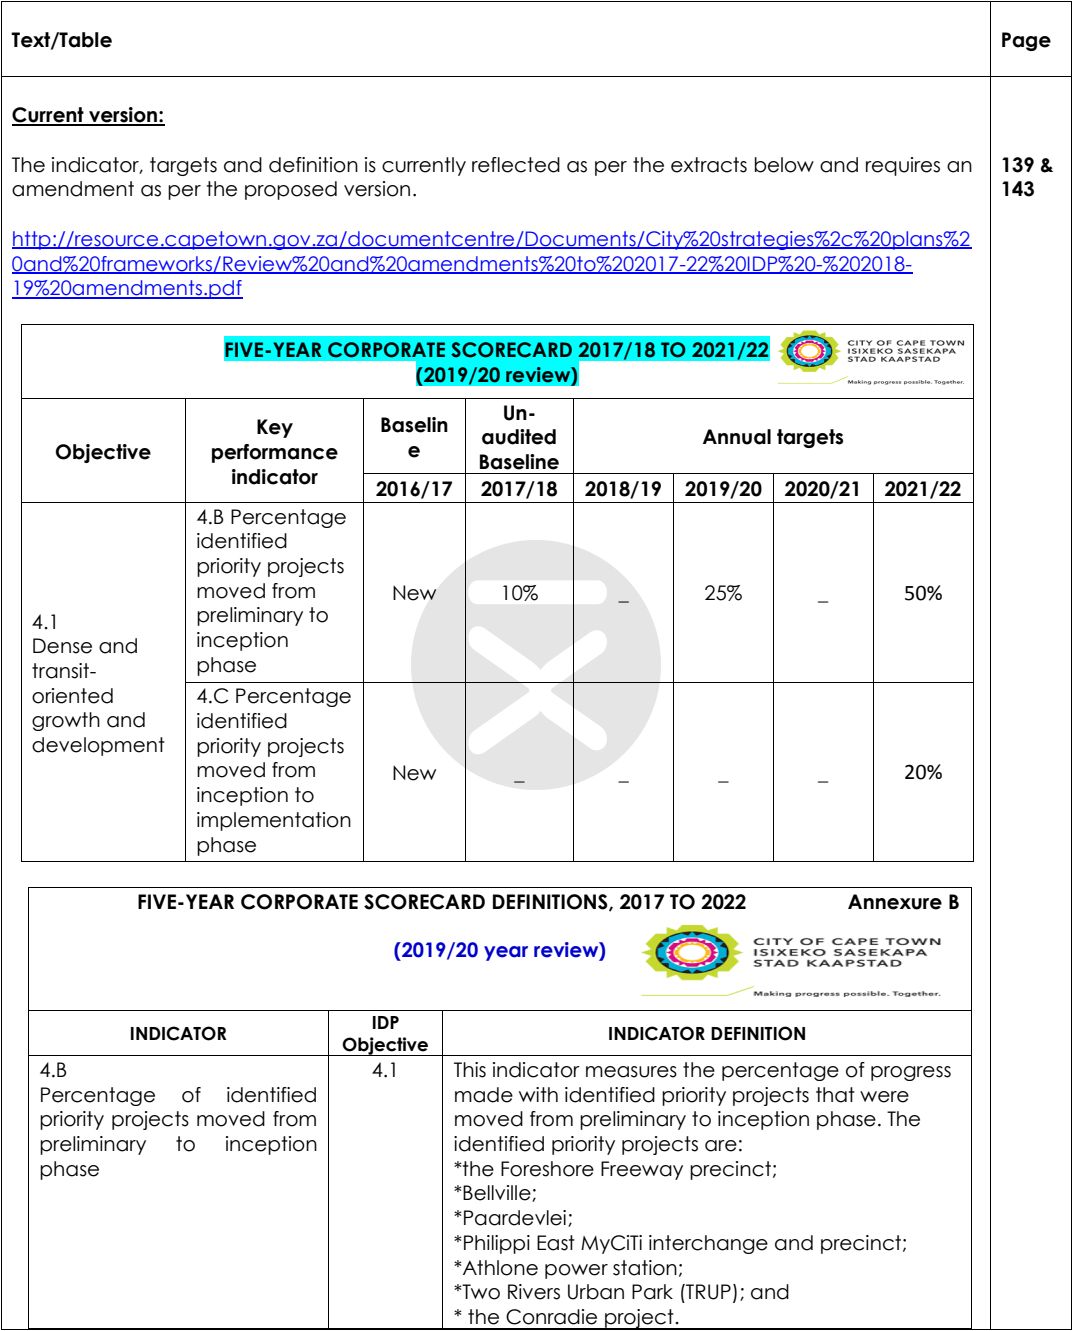 Text/Table
Page
Current version:
The indicator, targets and definition is currently reflected as per the extracts below and requires an
amendment as per the proposed version.
139 &
143
http://resource.capetown.gov.za/documentcentre/Documents/City%20strategies%2c%20plans%2
0and%20frameworks/Review%20and%20amendments%20to%202017-22%20IDP%20-%202018-
19%20amendments.pdf
FIVE-YEAR CORPORATE SCORECARD 2017/18 TO 2021/22
(2019/20 review)
CITY OF CAPE TOWN
ISIXEKO SASEKAPA
STAD KAAPSTAD
Making progress possible. Together.
Objective
Key
performance
indicator
Baselin
e
Un-
audited
Baseline
Annual targets
2016/17
2017/18
2018/19
2019/20
2020/21
2021/22
4.1
Dense and
transit-
oriented
growth and
development
4.B Percentage
identified
priority projects
moved from
preliminary to
inception
phase
New
10%
_
25%
_
50%
4.C Percentage
identified
priority projects
moved from
inception to
implementation
phase
New
_
_
_
_
20%
FIVE-YEAR CORPORATE SCORECARD DEFINITIONS, 2017 TO 2022
Annexure B
(2019/20 year review)
CITY OF CAPE TOWN
ISIXEKO SASEKAPA
STAD KAAPSTAD
Making progress possible. Together.
INDICATOR
IDP
Objective
INDICATOR DEFINITION
4.B
Percentage of identified
priority projects moved from
preliminary to inception
phase
4.1
This indicator measures the percentage of progress
made with identified priority projects that were
moved from preliminary to inception phase. The
identified priority projects are:
*the Foreshore Freeway precinct;
*Bellville;
*Paardevlei;
*Philippi East MyCiTi interchange and precinct;
*Athlone power station;
*Two Rivers Urban Park (TRUP); and
* the Conradie project.